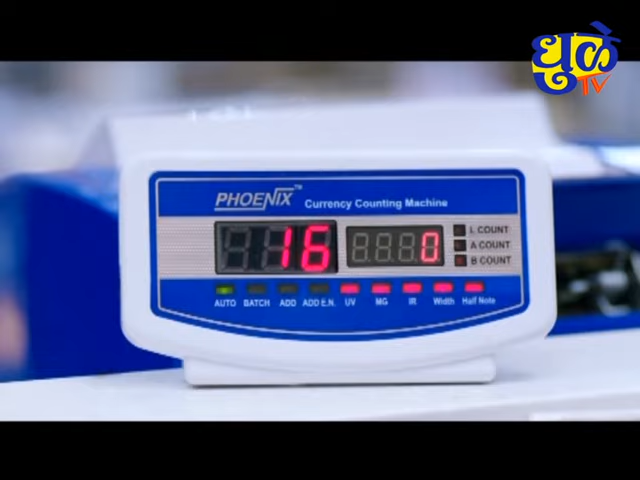 धुळे
TV
PHOENIX™ Currency Counting Machine
16 0
L COUNT
A COUNT
B COUNT
AUTO BATCH ADD ADD E.N. UV MG IR Width Half Note